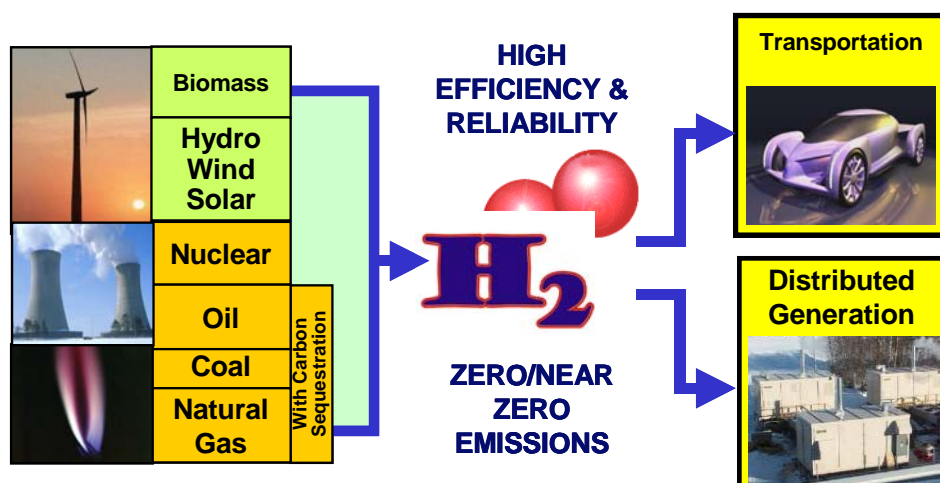 Biomass
Hydro
Wind
Solar
Nuclear
Oil
Coal
Natural
Gas
With Carbon
Sequestration
HIGH
EFFICIENCY &
RELIABILITY
H2
ZERO/NEAR
ZERO
EMISSIONS
Transportation
Distributed
Generation